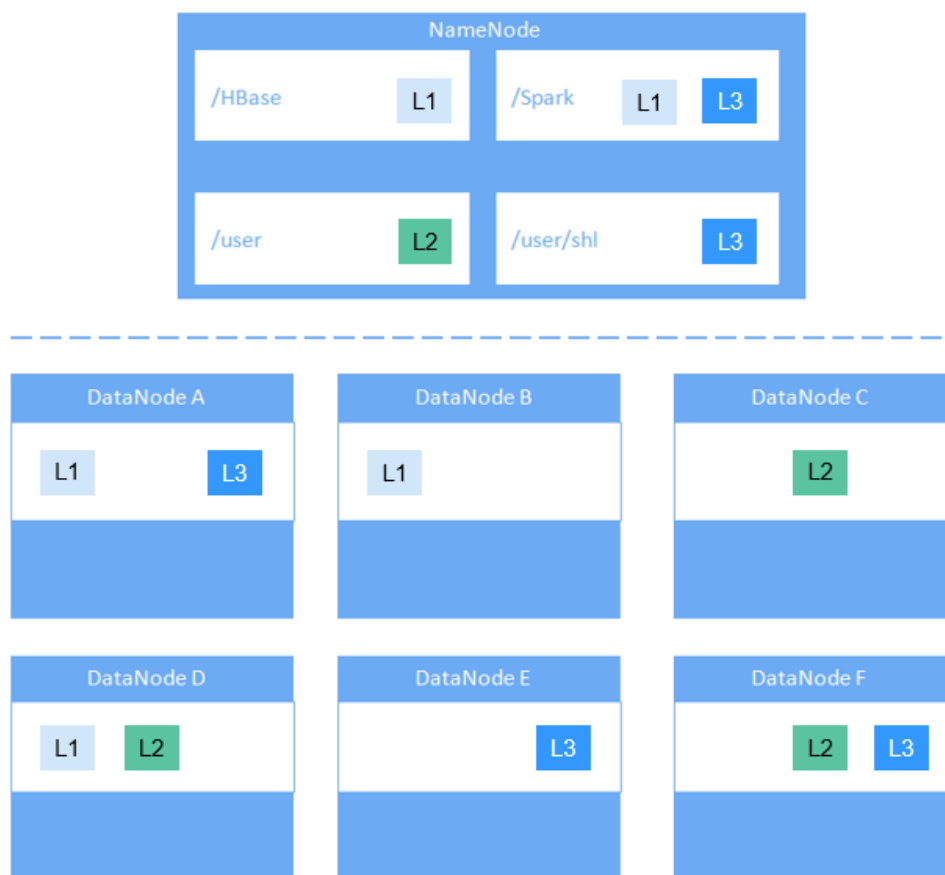 NameNode
/HBase L1
/Spark L1 L3
/user L2
/user/shl L3
DataNode A
L1 L3
DataNode B
L1
DataNode C
L2
DataNode D
L1 L2
DataNode E
L3
DataNode F
L2 L3